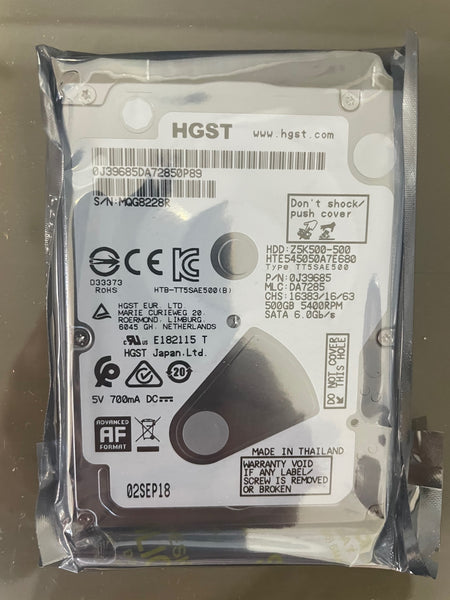 HGST www.hgst.com
0J39685DA72850P89
S/N:MQG8228R
Don't shock/
push cover
D33373
RoHS
HTB-TT5SAE500(B)
HDD:Z5K500-500
HTE545050A7E680
Type TT5SAE500
P/N:0J39685
MLC:DA7285
CHS:16383/16/63
500GB 5400RPM
SATA 6.0Gb/s
HGST EUR. LTD.
MARIE CURIEWEG 20.
ROERMOND, LIMBURG,
6045 GH. NETHERLANDS
c RU US E182115 T
HGST Japan.Ltd.
20
5V 700mA DC
DO NOT COVER
THIS HOLE
ADVANCED
AF
FORMAT
MADE IN THAILAND
WARRANTY VOID
IF ANY LABEL/
SCREW IS REMOVED
OR BROKEN
02SEP18